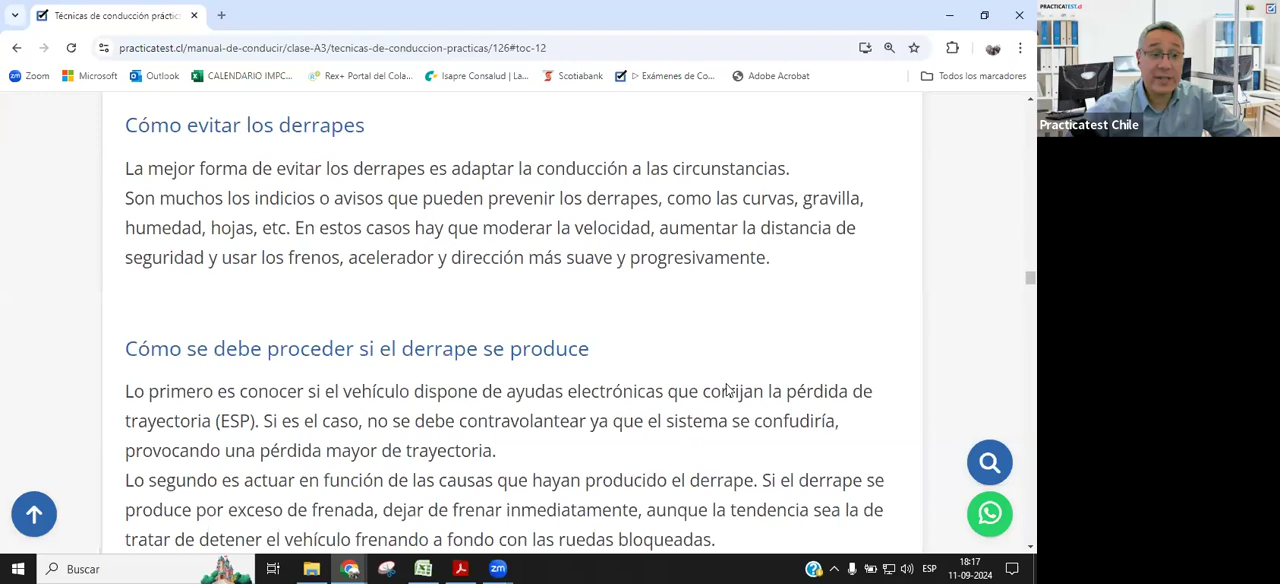 Técnicas de conducción práctic
practicatest.cl/manual-de-conducir/clase-A3/tecnicas-de-conduccion-practicas/126#toc-12
Zoom
Microsoft
Outlook
CALENDARIO IMPC...
Rex+ Portal del Cola...
Isapre Consalud | La...
Scotiabank
▷ Exámenes de Co...
Adobe Acrobat
Todos los marcadores
PRACTICATEST.cl
Practicatest Chile
Cómo evitar los derrapes
La mejor forma de evitar los derrapes es adaptar la conducción a las circunstancias.
Son muchos los indicios o avisos que pueden prevenir los derrapes, como las curvas, gravilla,
humedad, hojas, etc. En estos casos hay que moderar la velocidad, aumentar la distancia de
seguridad y usar los frenos, acelerador y dirección más suave y progresivamente.
Cómo se debe proceder si el derrape se produce
Lo primero es conocer si el vehículo dispone de ayudas electrónicas que corrijan la pérdida de
trayectoria (ESP). Si es el caso, no se debe contravolantear ya que el sistema se confudiría,
provocando una pérdida mayor de trayectoria.
Lo segundo es actuar en función de las causas que hayan producido el derrape. Si el derrape se
produce por exceso de frenada, dejar de frenar inmediatamente, aunque la tendencia sea la de
tratar de detener el vehículo frenando a fondo con las ruedas bloqueadas.
Buscar
zm
ESP
18:17
11-09-2024